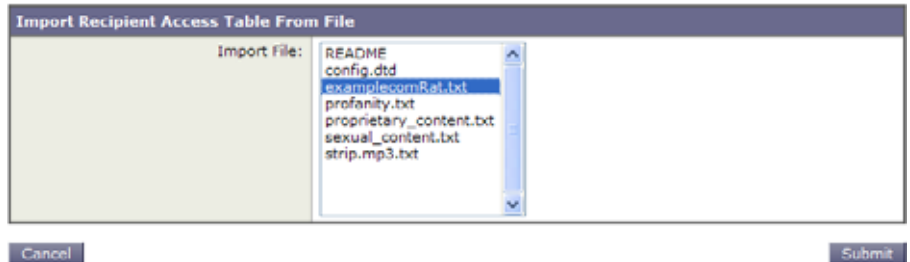 Import Recipient Access Table From File
Import File:
README
config.dtd
examplecomRat.txt
profanity.txt
proprietary_content.txt
sexual_content.txt
strip.mp3.txt
Cancel
Submit